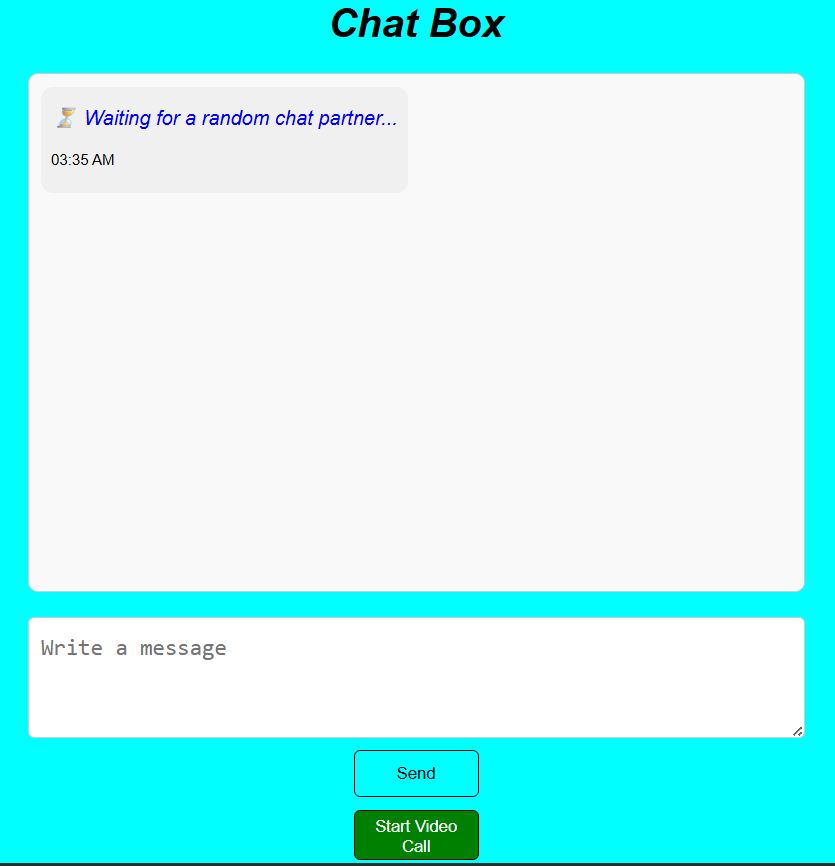 Chat Box
⏳ Waiting for a random chat partner...
03:35 AM
Write a message
Send
Start Video
Call